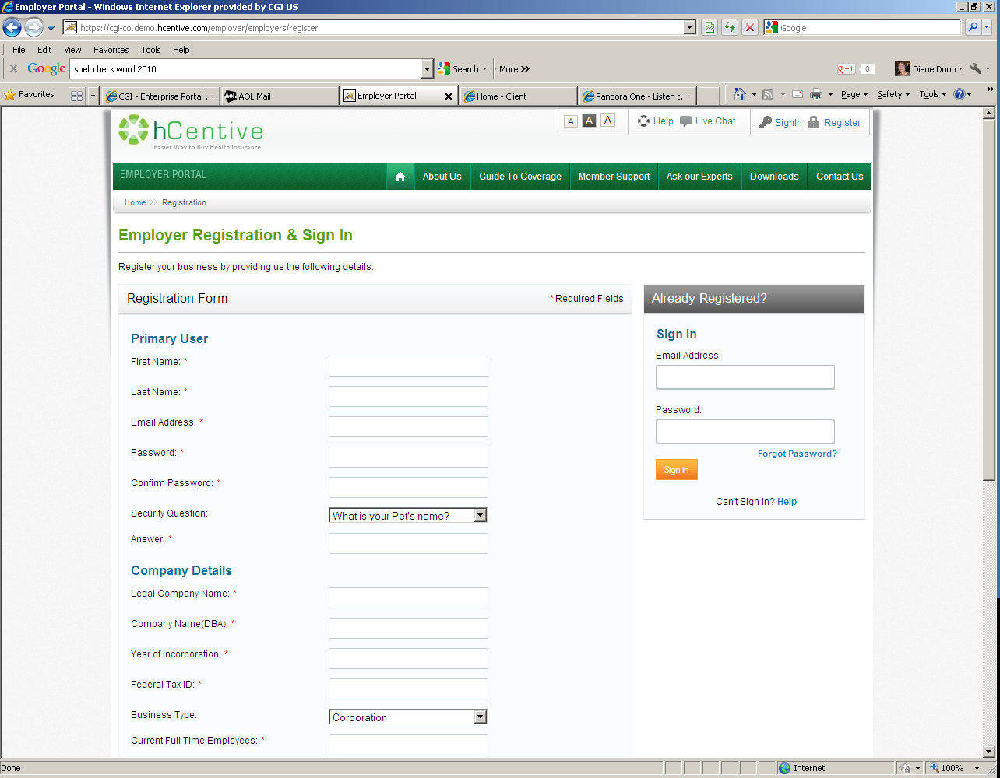 Employer Portal - Windows Internet Explorer provided by CGI US
https://cgi-co.demo.hcentive.com/employer/employers/register
Google
File Edit View Favorites Tools Help
Google spell check word 2010 Search More >> +1 0 Diane Dunn
Favorites CGI - Enterprise Portal ... AOL Mail Employer Portal Home - Client Pandora One - Listen t... Page Safety Tools
hCentive
Easier Way to Buy Health Insurance
A A A Help Live Chat SignIn Register
EMPLOYER PORTAL About Us Guide To Coverage Member Support Ask our Experts Downloads Contact Us
Home Registration
Employer Registration & Sign In
Register your business by providing us the following details.
Registration Form * Required Fields
Primary User
First Name: *
Last Name: *
Email Address: *
Password: *
Confirm Password: *
Security Question: What is your Pet's name?
Answer: *
Company Details
Legal Company Name: *
Company Name(DBA): *
Year of Incorporation: *
Federal Tax ID: *
Business Type: Corporation
Current Full Time Employees: *
Already Registered?
Sign In
Email Address:
Password:
Forgot Password?
Sign in
Can't Sign in? Help
Done Internet 100%